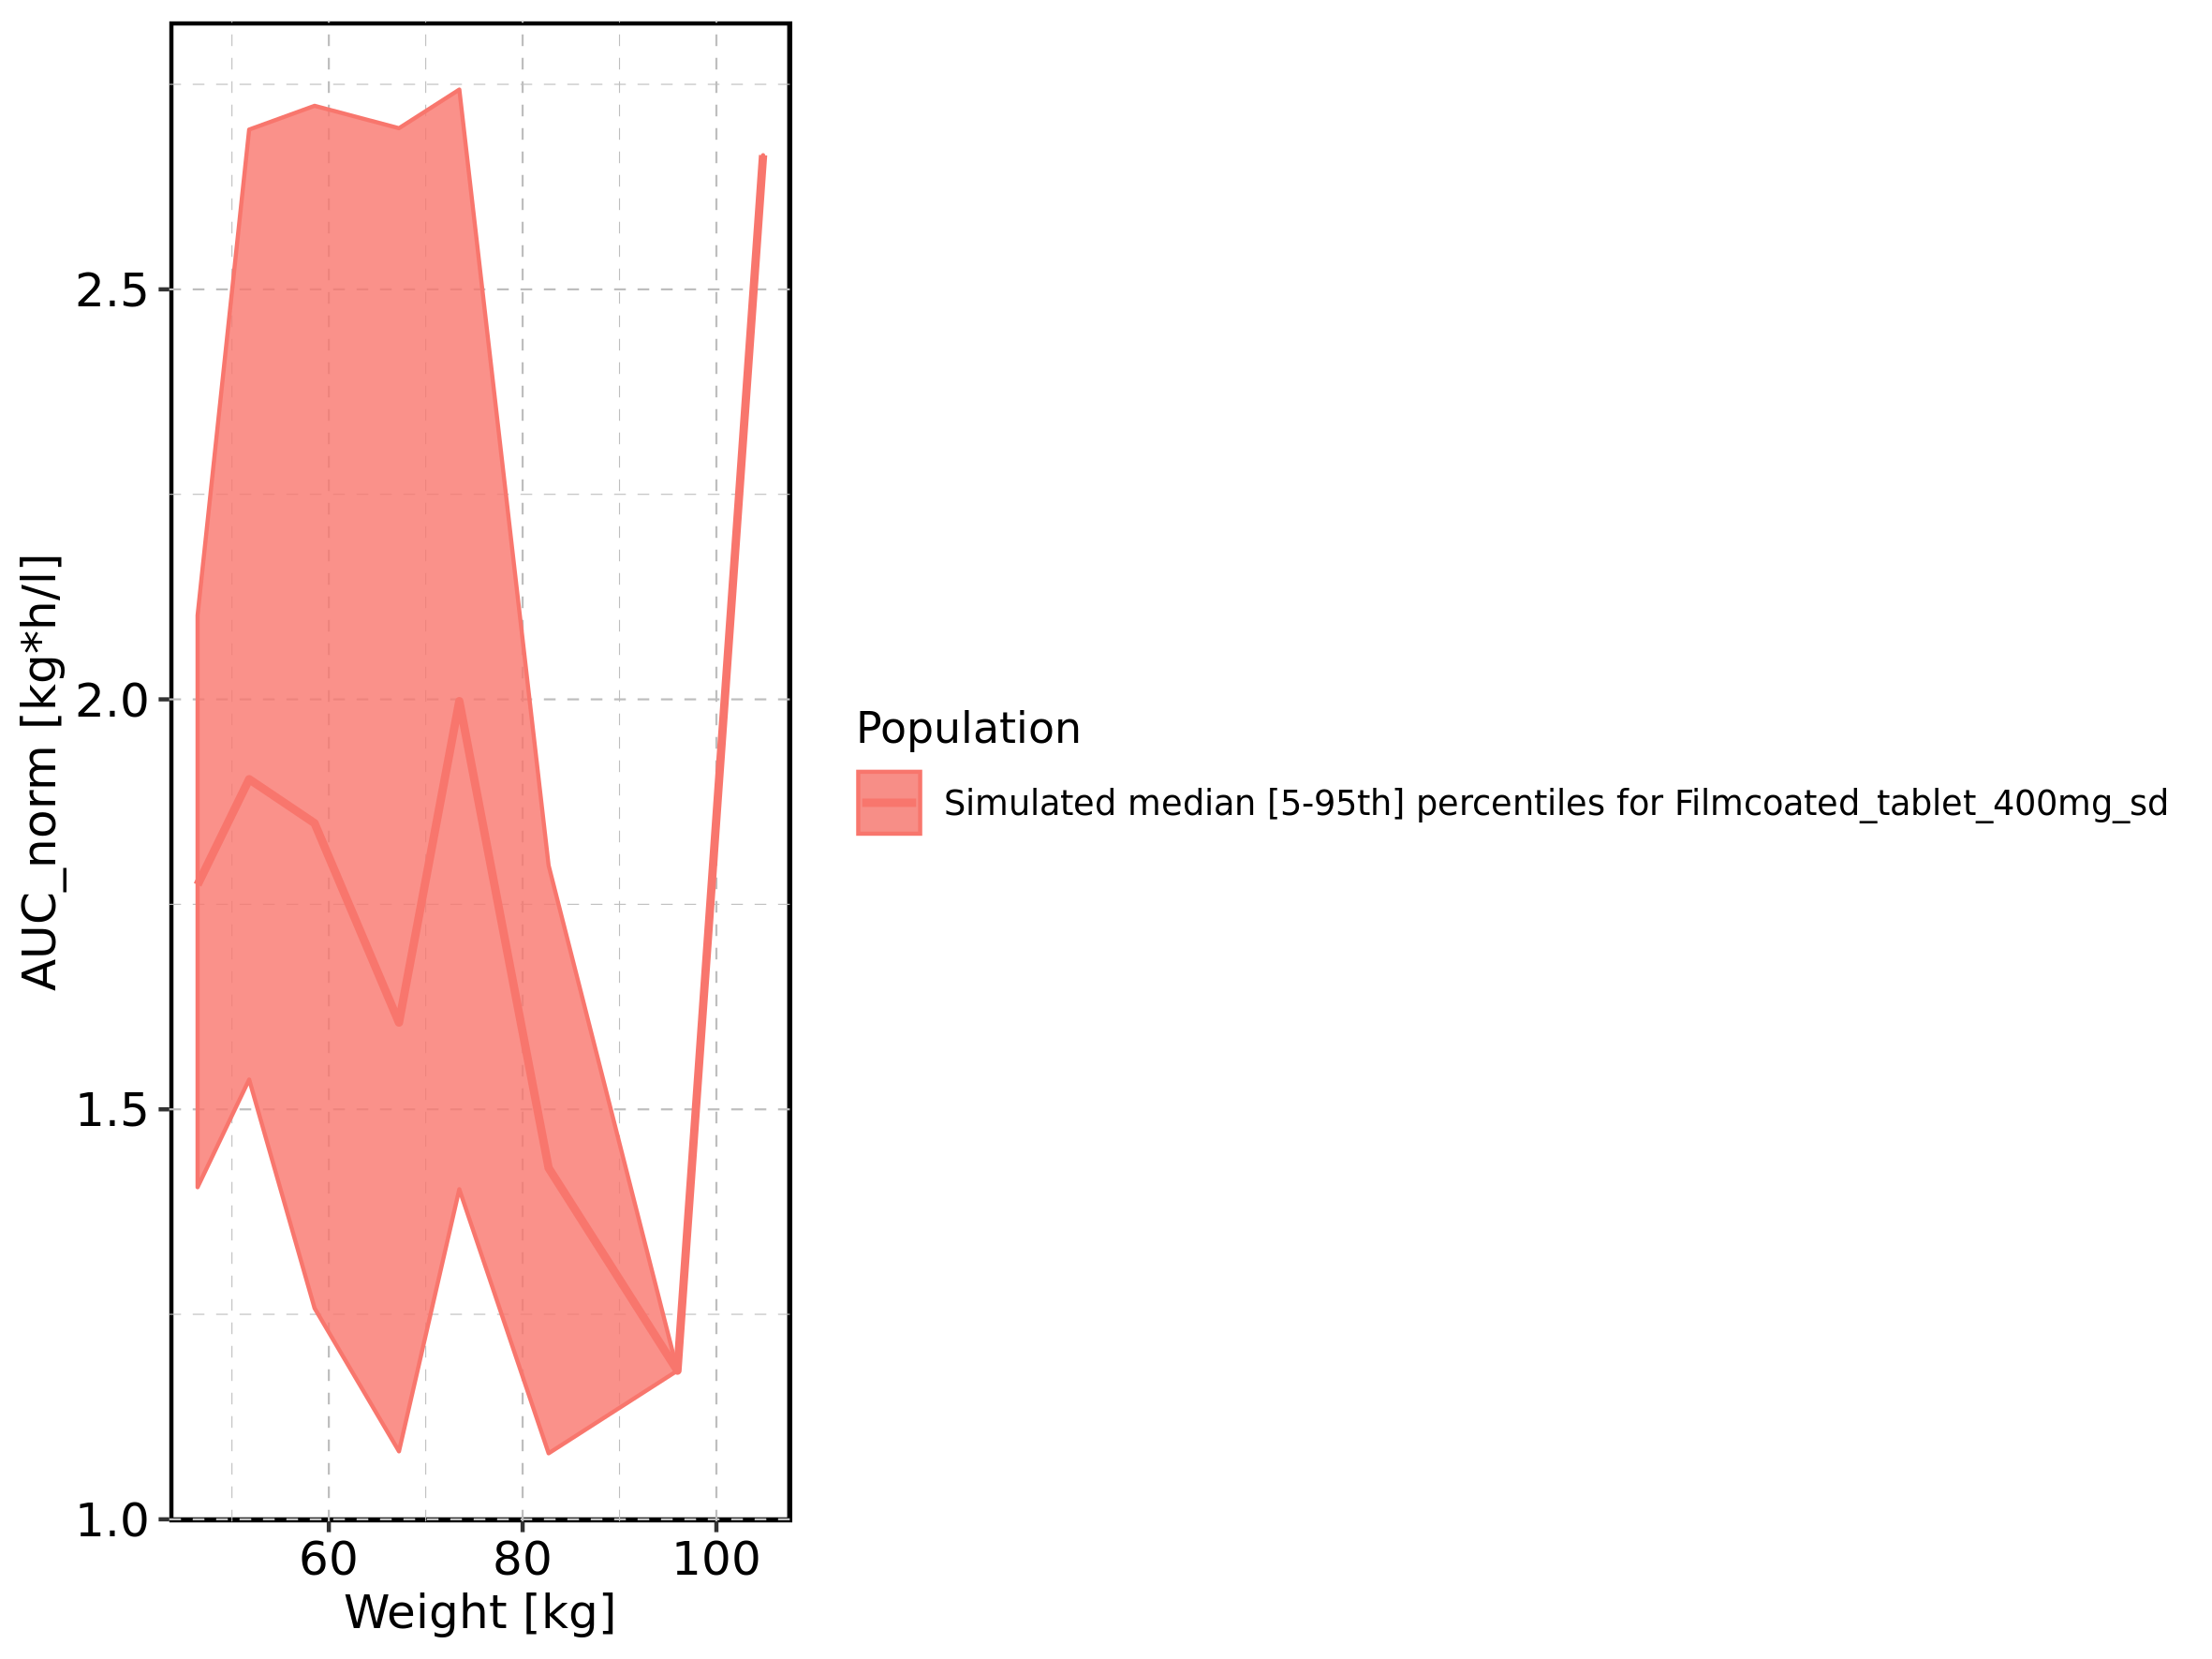 AUC_norm [kg*h/l]
2.5
2.0
1.5
1.0
60 80 100
Weight [kg]
Population
Simulated median [5-95th] percentiles for Filmcoated_tablet_400mg_sd